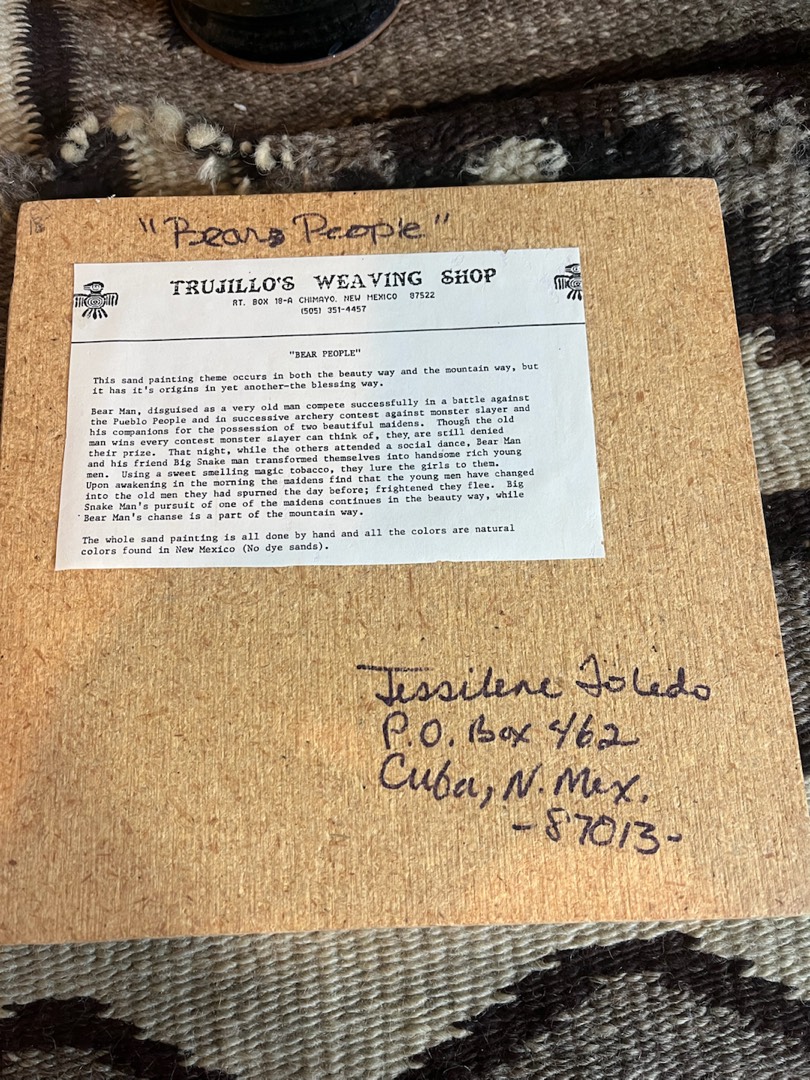 18
"Bears People"
TRUJILLO'S WEAVING SHOP
RT. BOX 18-A CHIMAYO, NEW MEXICO 87522
(505) 351-4457
"BEAR PEOPLE"
This sand painting theme occurs in both the beauty way and the mountain way, but
it has it's origins in yet another-the blessing way.
Bear Man, disguised as a very old man compete successfully in a battle against
the Pueblo People and in successive archery contest against monster slayer and
his companions for the possession of two beautiful maidens. Though the old
man wins every contest monster slayer can think of, they are still denied
their prize. That night, while the others attended a social dance, Bear Man
and his friend Big Snake man transformed themselves into handsome rich young
men. Using a sweet smelling magic tobacco, they lure the girls to them.
Upon awakening in the morning the maidens find that the young men have changed
into the old men they had spurned the day before; frightened they flee. Big
Snake Man's pursuit of one of the maidens continues in the beauty way, while
Bear Man's chanse is a part of the mountain way.
The whole sand painting is all done by hand and all the colors are natural
colors found in New Mexico (No dye sands).
Jessilene Toledo
P.O. Box 462
Cuba, N. Mex.
-87013-